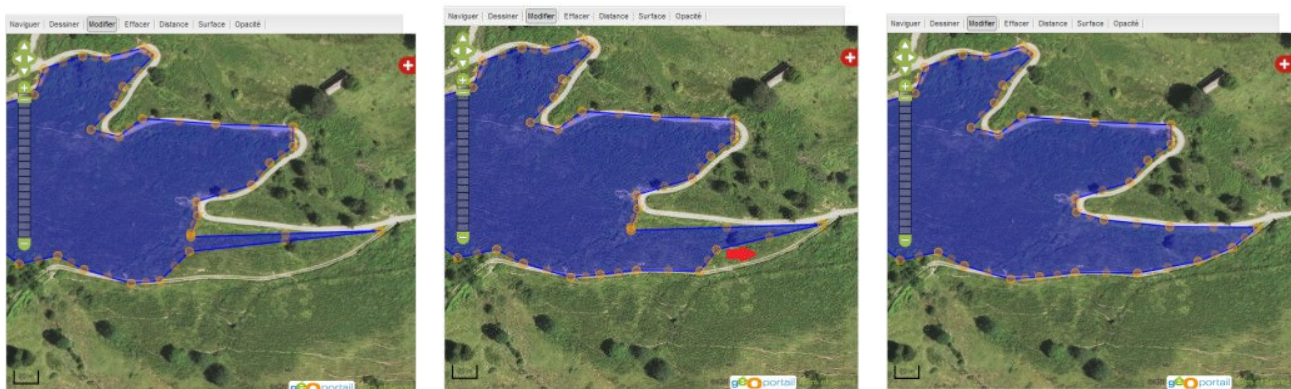 Naviguer Dessiner Modifier Effacer Distance Surface Opacité
Naviguer Dessiner Modifier Effacer Distance Surface Opacité
Naviguer Dessiner Modifier Effacer Distance Surface Opacité
géoportail
géoportail
géoportail